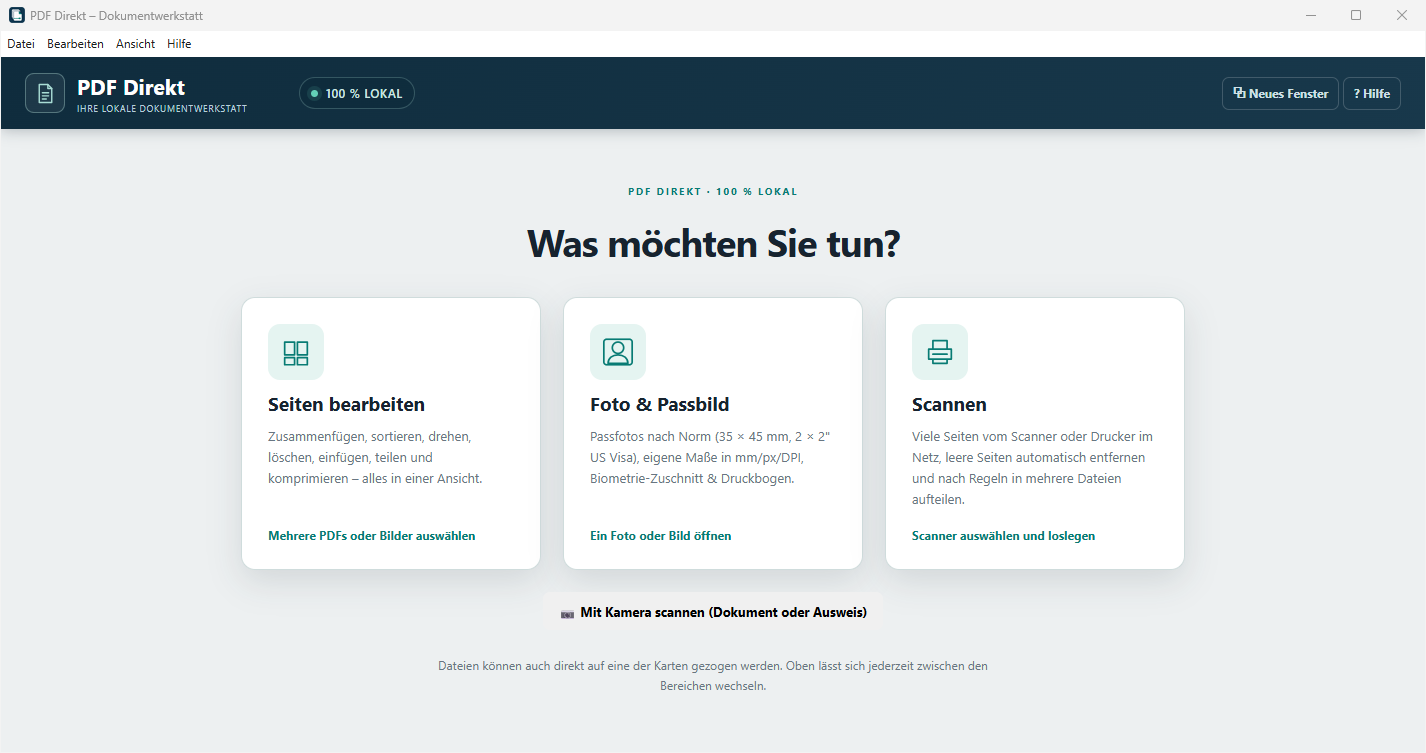 PDF Direkt – Dokumentwerkstatt
Datei Bearbeiten Ansicht Hilfe
PDF Direkt
IHRE LOKALE DOKUMENTWERKSTATT
100 % LOKAL
Neues Fenster
? Hilfe
PDF DIREKT · 100 % LOKAL
Was möchten Sie tun?
Seiten bearbeiten
Zusammenfügen, sortieren, drehen,
löschen, einfügen, teilen und
komprimieren – alles in einer Ansicht.
Mehrere PDFs oder Bilder auswählen
Foto & Passbild
Passfotos nach Norm (35 × 45 mm, 2 × 2"
US Visa), eigene Maße in mm/px/DPI,
Biometrie-Zuschnitt & Druckbogen.
Ein Foto oder Bild öffnen
Scannen
Viele Seiten vom Scanner oder Drucker im
Netz, leere Seiten automatisch entfernen
und nach Regeln in mehrere Dateien
aufteilen.
Scanner auswählen und loslegen
Mit Kamera scannen (Dokument oder Ausweis)
Dateien können auch direkt auf eine der Karten gezogen werden. Oben lässt sich jederzeit zwischen den
Bereichen wechseln.